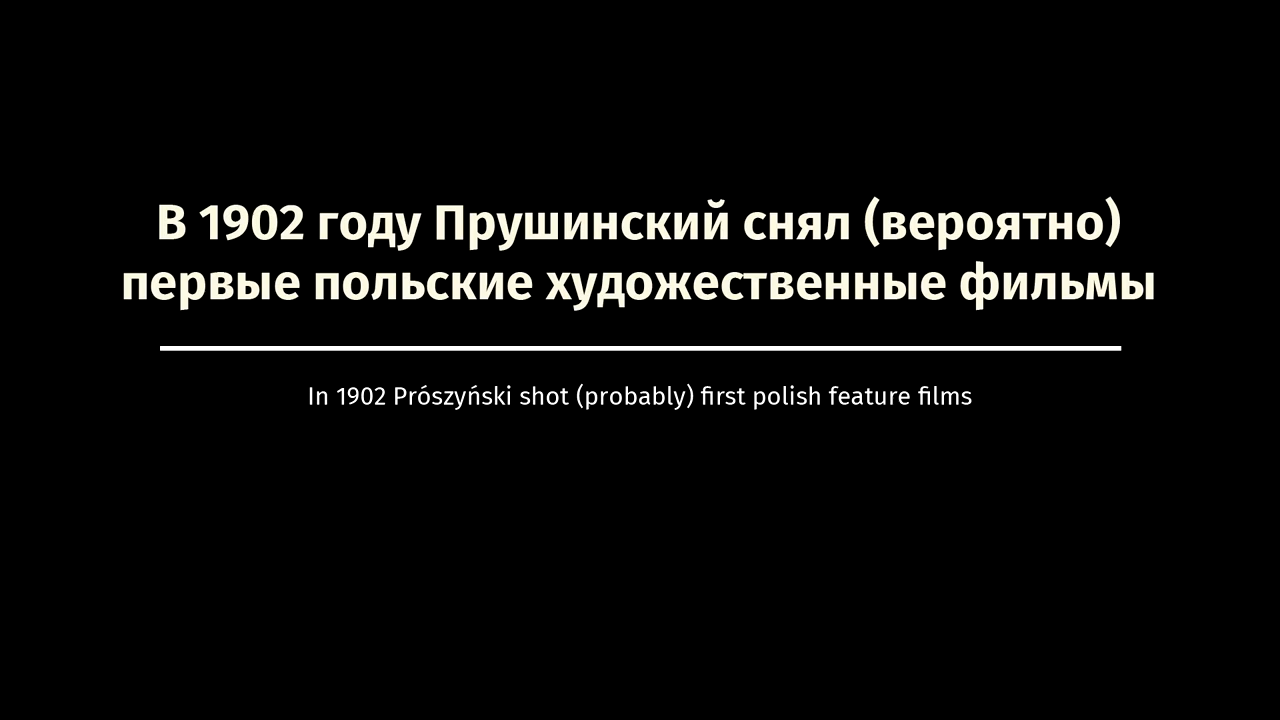 В 1902 году Прушинский снял (вероятно)
первые польские художественные фильмы
In 1902 Prószyński shot (probably) first polish feature films